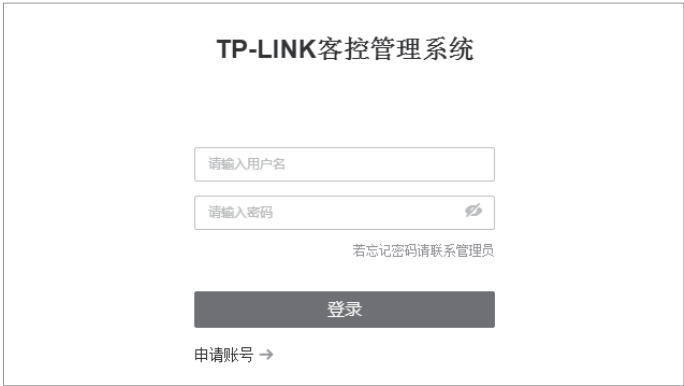 TP-LINK客控管理系统
请输入用户名
请输入密码
若忘记密码请联系管理员
登录
申请账号